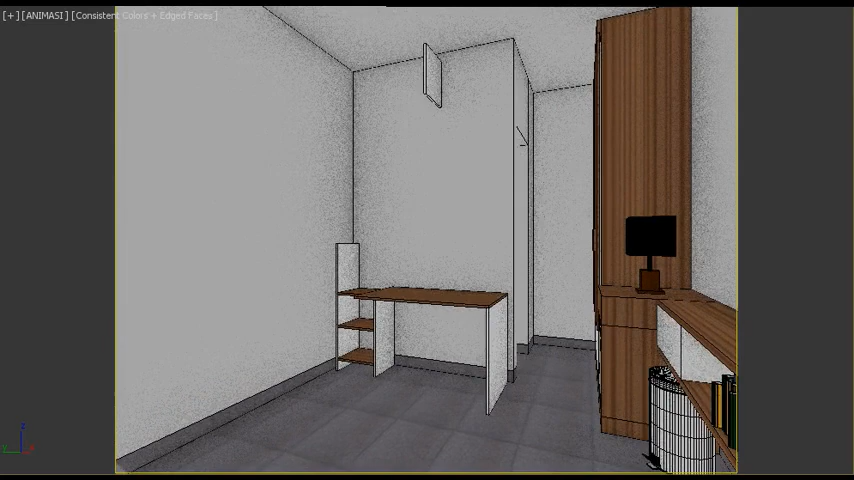 [+] [ANIMASI] [Consistent Colors + Edged Faces]
z
y
x